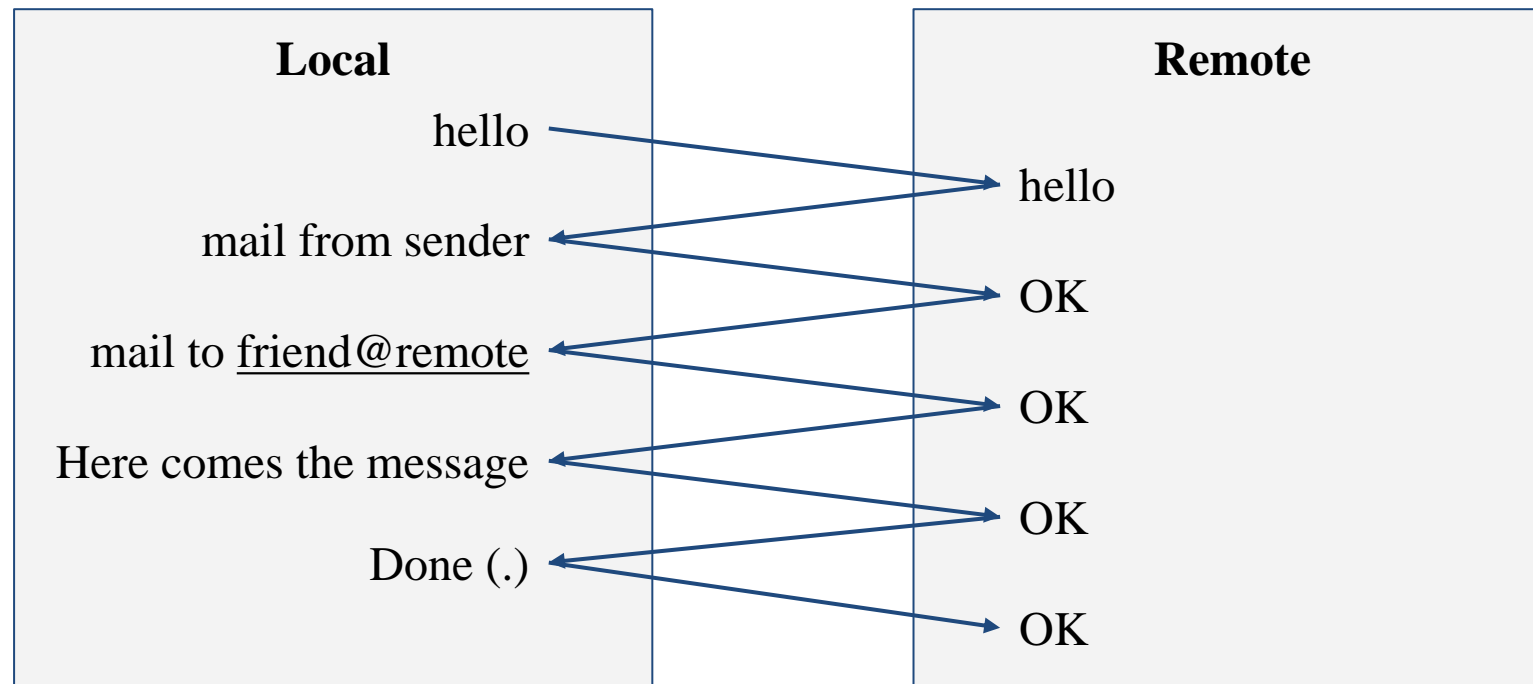 Local
hello
mail from sender
mail to friend@remote
Here comes the message
Done (.)
Remote
hello
OK
OK
OK
OK